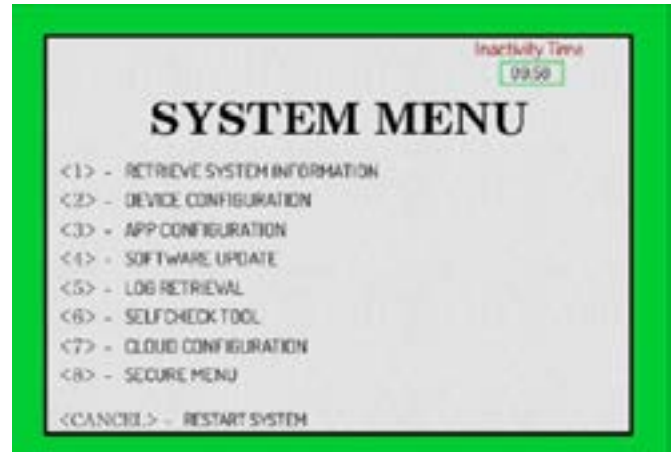 Inactivity Time
09:58
SYSTEM MENU
<1> - RETRIEVE SYSTEM INFORMATION
<2> - DEVICE CONFIGURATION
<3> - APP CONFIGURATION
<4> - SOFTWARE UPDATE
<5> - LOG RETRIEVAL
<6> - SELFCHECK TOOL
<7> - CLOUD CONFIGURATION
<8> - SECURE MENU
<CANCEL> - RESTART SYSTEM